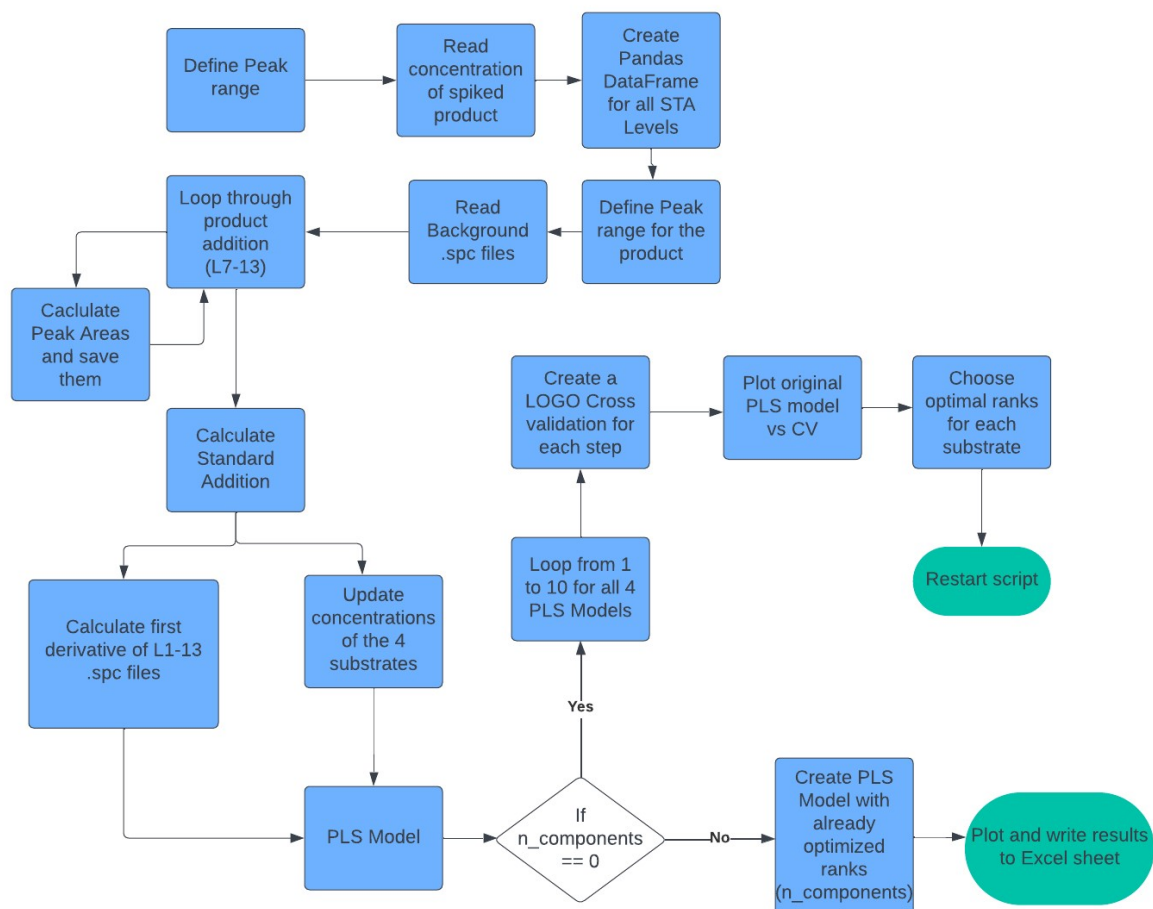 Define Peak
range
Read
concentration
of spiked
product
Create
Pandas
DataFrame
for all STA
Levels
Define Peak
range for the
product
Read
Background
.spc files
Loop through
product
addition
(L7-13)
Caclulate
Peak Areas
and save
them
Calculate
Standard
Addition
Calculate first
derivative of L1-13
.spc files
Update
concentrations
of the 4
substrates
PLS Model
If
n_components
== 0
Yes
Loop from 1
to 10 for all 4
PLS Models
Create a
LOGO Cross
validation for
each step
Plot original
PLS model
vs CV
Choose
optimal ranks
for each
substrate
Restart script
No
Create PLS
Model with
already
optimized
ranks
(n_components)
Plot and write results
to Excel sheet